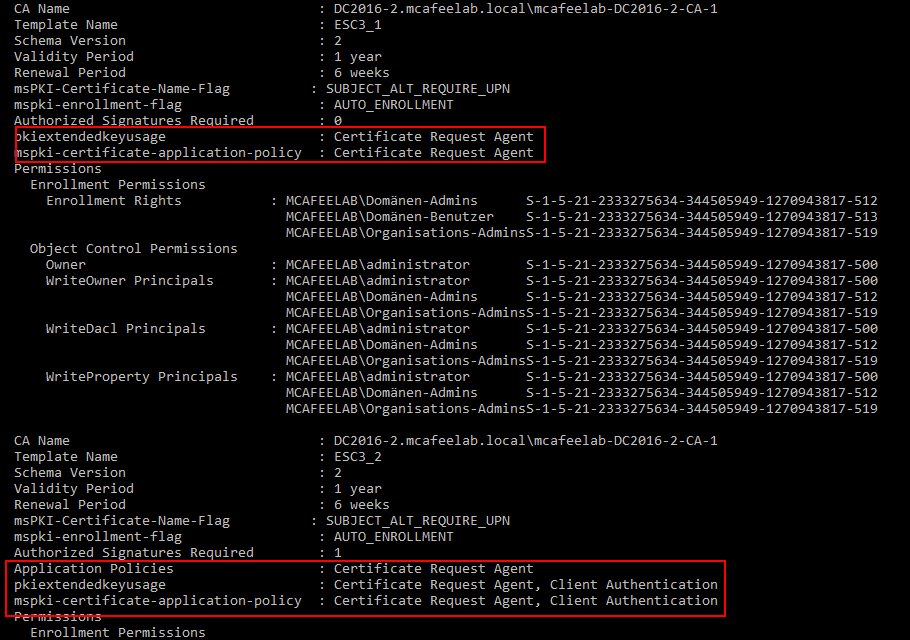 CA Name : DC2016-2.mcafeelab.local\mcafeelab-DC2016-2-CA-1
Template Name : ESC3_1
Schema Version : 2
Validity Period : 1 year
Renewal Period : 6 weeks
msPKI-Certificate-Name-Flag : SUBJECT_ALT_REQUIRE_UPN
mspki-enrollment-flag : AUTO_ENROLLMENT
Authorized Signatures Required : 0
pkiextendedkeyusage : Certificate Request Agent
mspki-certificate-application-policy : Certificate Request Agent
Permissions
Enrollment Permissions
Enrollment Rights : MCAFEELAB\Domänen-Admins S-1-5-21-2333275634-344505949-1270943817-512
MCAFEELAB\Domänen-Benutzer S-1-5-21-2333275634-344505949-1270943817-513
MCAFEELAB\Organisations-AdminsS-1-5-21-2333275634-344505949-1270943817-519
Object Control Permissions
Owner : MCAFEELAB\administrator S-1-5-21-2333275634-344505949-1270943817-500
WriteOwner Principals : MCAFEELAB\administrator S-1-5-21-2333275634-344505949-1270943817-500
MCAFEELAB\Domänen-Admins S-1-5-21-2333275634-344505949-1270943817-512
MCAFEELAB\Organisations-AdminsS-1-5-21-2333275634-344505949-1270943817-519
WriteDacl Principals : MCAFEELAB\administrator S-1-5-21-2333275634-344505949-1270943817-500
MCAFEELAB\Domänen-Admins S-1-5-21-2333275634-344505949-1270943817-512
MCAFEELAB\Organisations-AdminsS-1-5-21-2333275634-344505949-1270943817-519
WriteProperty Principals : MCAFEELAB\administrator S-1-5-21-2333275634-344505949-1270943817-500
MCAFEELAB\Domänen-Admins S-1-5-21-2333275634-344505949-1270943817-512
MCAFEELAB\Organisations-AdminsS-1-5-21-2333275634-344505949-1270943817-519
CA Name : DC2016-2.mcafeelab.local\mcafeelab-DC2016-2-CA-1
Template Name : ESC3_2
Schema Version : 2
Validity Period : 1 year
Renewal Period : 6 weeks
msPKI-Certificate-Name-Flag : SUBJECT_ALT_REQUIRE_UPN
mspki-enrollment-flag : AUTO_ENROLLMENT
Authorized Signatures Required : 1
Application Policies : Certificate Request Agent
pkiextendedkeyusage : Certificate Request Agent, Client Authentication
mspki-certificate-application-policy : Certificate Request Agent, Client Authentication
Permissions
Enrollment Permissions